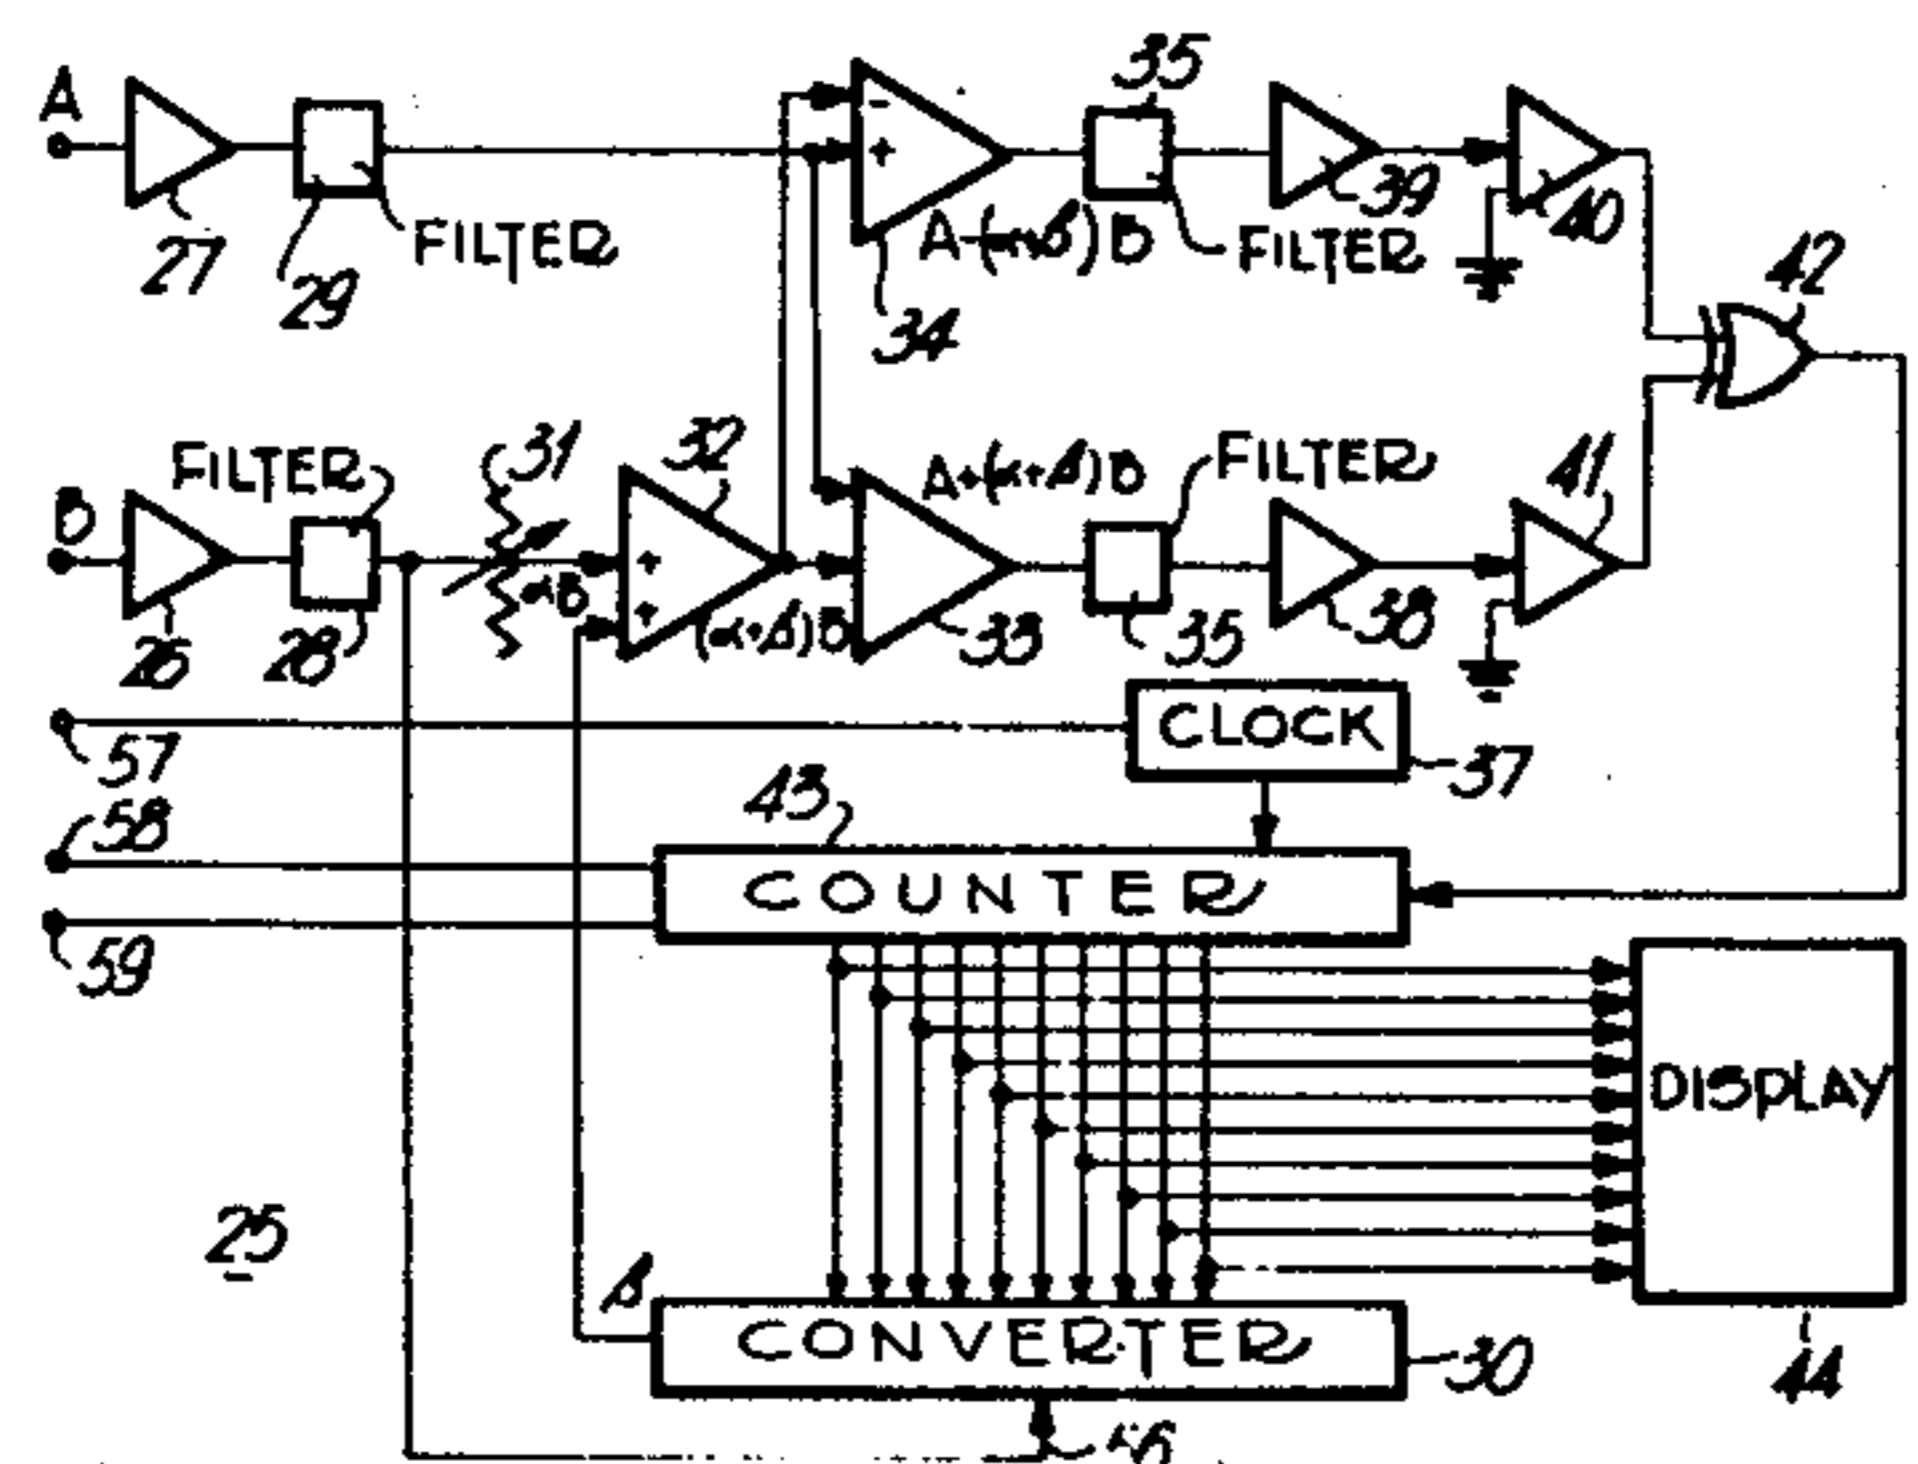 A
27
29
FILTER
34
A-(α+β)B
35
FILTER
39
40
42
B
26
FILTER
28
31
αB
32
(α+β)B
A+(α+β)B
33
FILTER
35
38
41
57
CLOCK
37
58
43
COUNTER
59
DISPLAY
44
25
β
CONVERTER
30